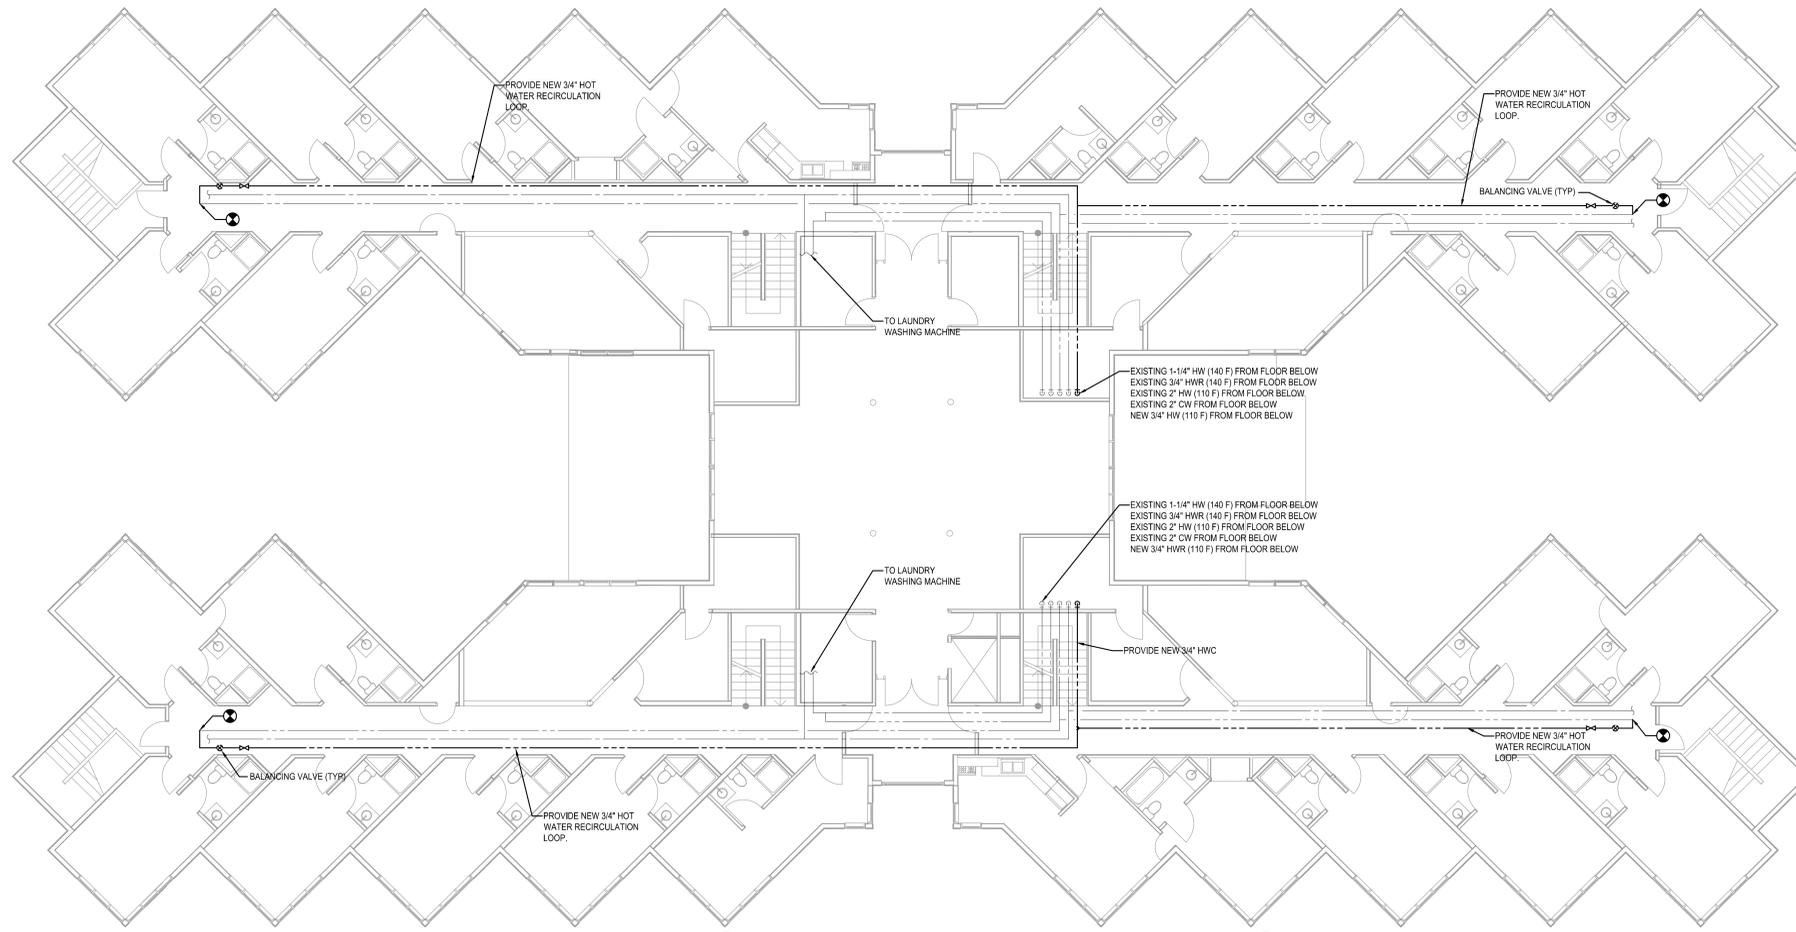 PROVIDE NEW 3/4" HOT
WATER RECIRCULATION
LOOP.
PROVIDE NEW 3/4" HOT
WATER RECIRCULATION
LOOP.
BALANCING VALVE (TYP)
TO LAUNDRY
WASHING MACHINE
EXISTING 1-1/4" HW (140 F) FROM FLOOR BELOW
EXISTING 3/4" HWR (140 F) FROM FLOOR BELOW
EXISTING 2" HW (110 F) FROM FLOOR BELOW
EXISTING 2" CW FROM FLOOR BELOW
NEW 3/4" HW (110 F) FROM FLOOR BELOW
EXISTING 1-1/4" HW (140 F) FROM FLOOR BELOW
EXISTING 3/4" HWR (140 F) FROM FLOOR BELOW
EXISTING 2" HW (110 F) FROM FLOOR BELOW
EXISTING 2" CW FROM FLOOR BELOW
NEW 3/4" HWR (110 F) FROM FLOOR BELOW
TO LAUNDRY
WASHING MACHINE
PROVIDE NEW 3/4" HWC
PROVIDE NEW 3/4" HOT
WATER RECIRCULATION
LOOP.
BALANCING VALVE (TYP)
PROVIDE NEW 3/4" HOT
WATER RECIRCULATION
LOOP.